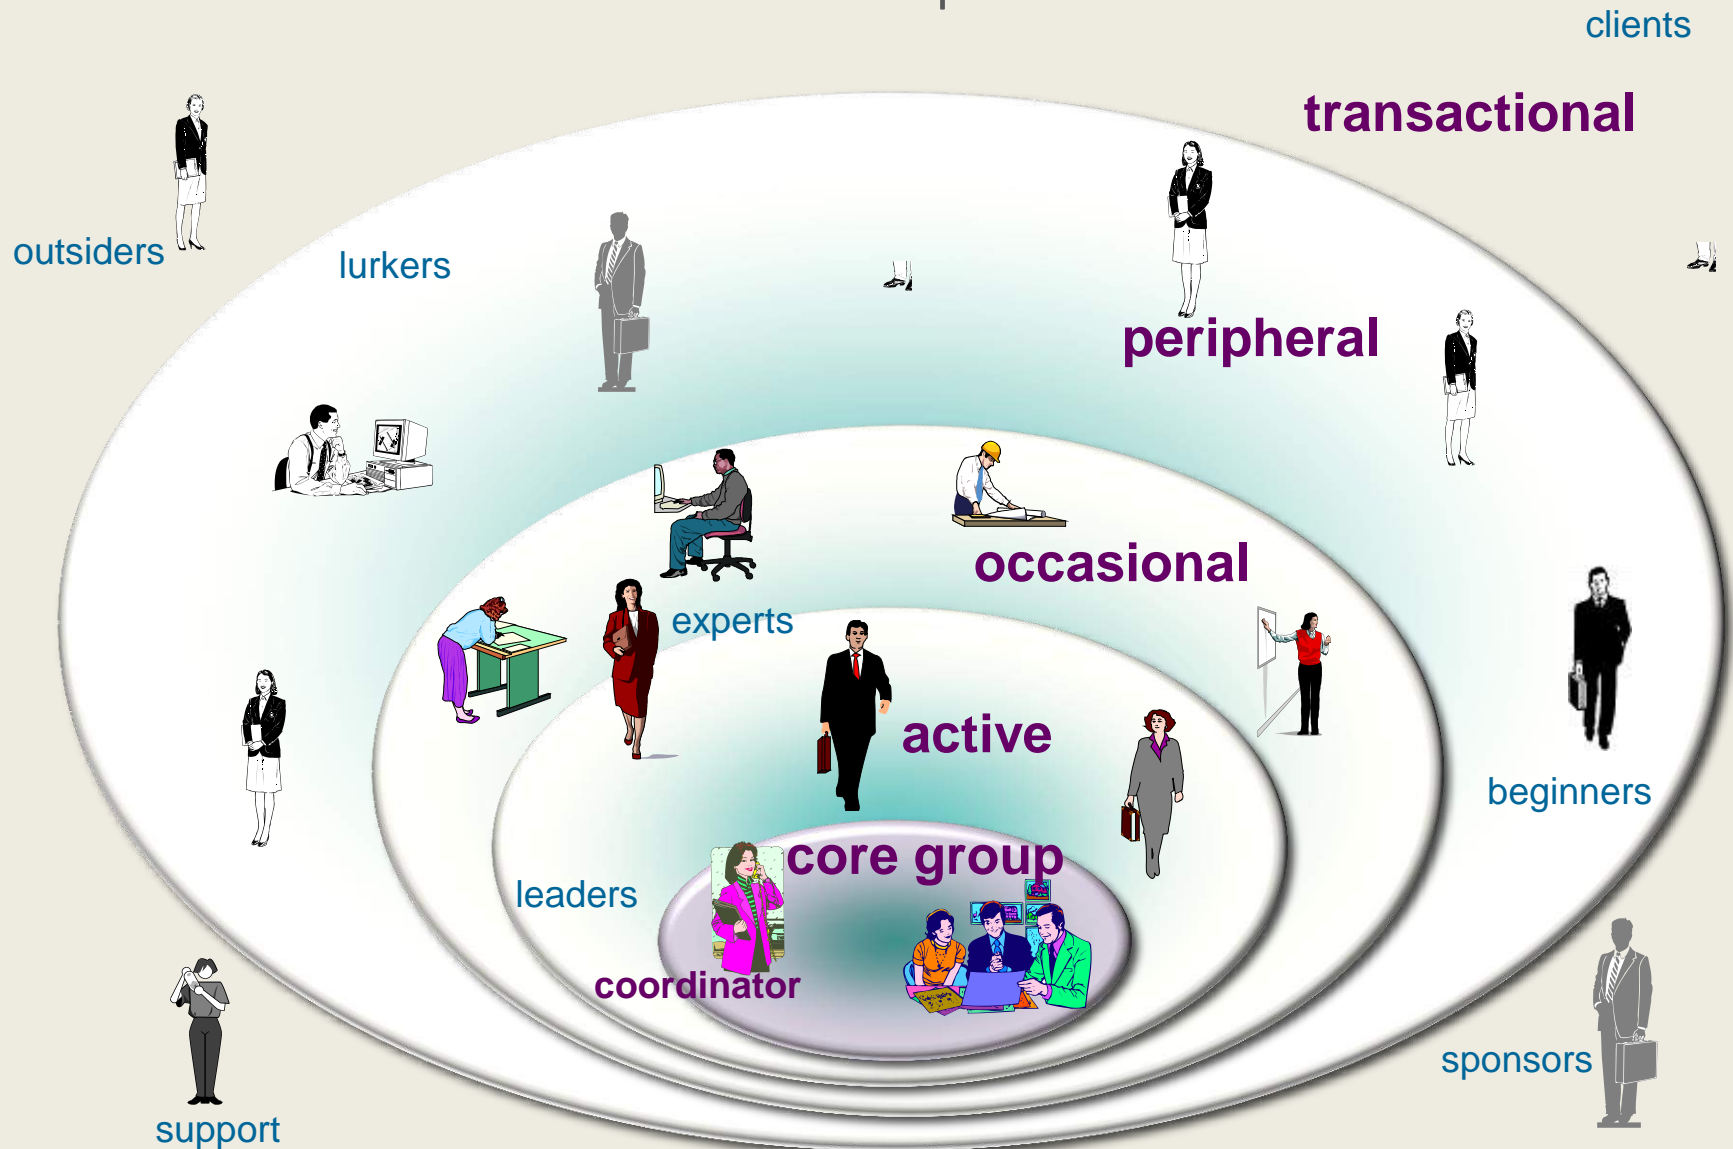 clients
transactional
outsiders
lurkers
peripheral
occasional
experts
active
beginners
core group
leaders
coordinator
sponsors
support